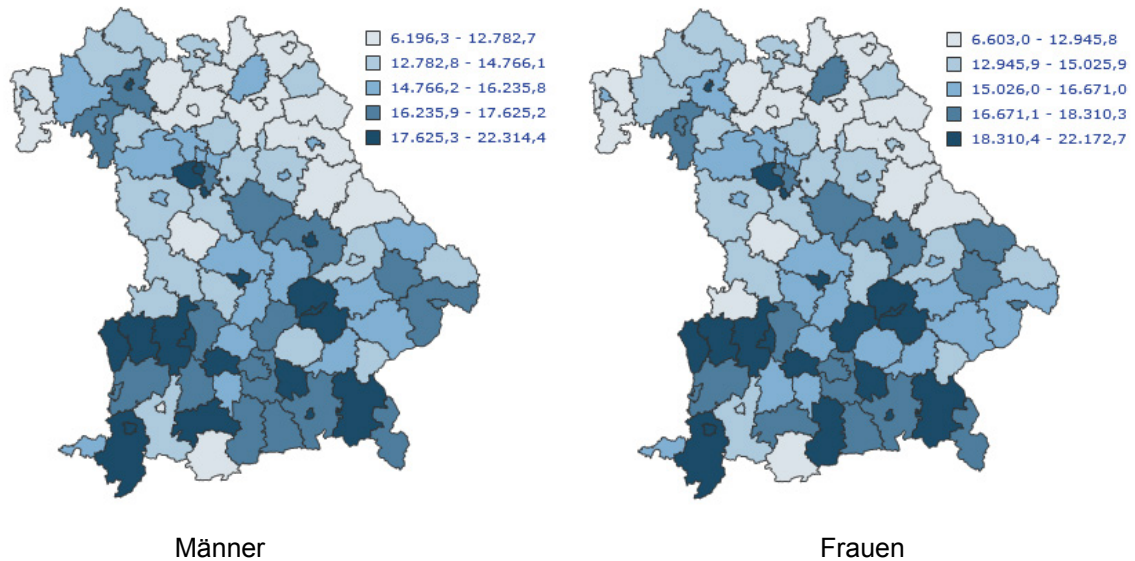 6.196,3 - 12.782,7
12.782,8 - 14.766,1
14.766,2 - 16.235,8
16.235,9 - 17.625,2
17.625,3 - 22.314,4
6.603,0 - 12.945,8
12.945,9 - 15.025,9
15.026,0 - 16.671,0
16.671,1 - 18.310,3
18.310,4 - 22.172,7
Männer
Frauen